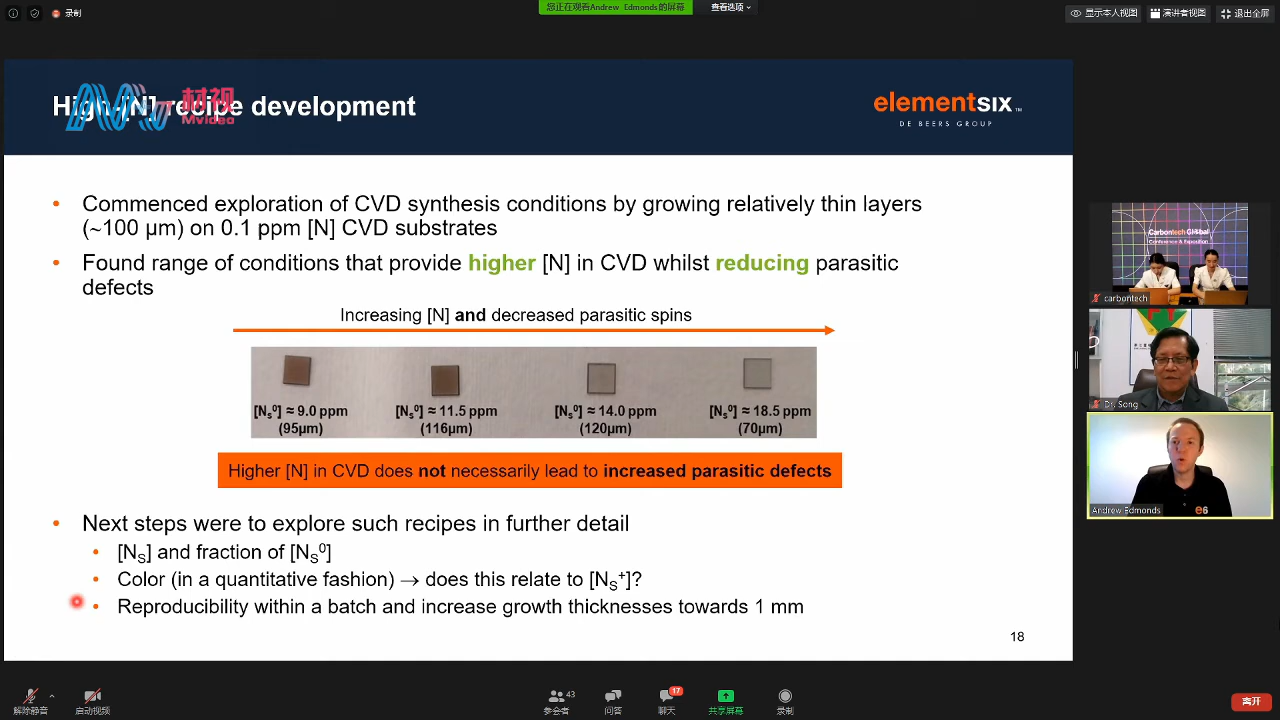 录制
您正在观看Andrew_Edmonds的屏幕
查看选项
显示本人视图
演讲者视图
退出全屏
High-[N] recipe development
村视
Mvidea
elementsix™
DE BEERS GROUP
• Commenced exploration of CVD synthesis conditions by growing relatively thin layers
(~100 µm) on 0.1 ppm [N] CVD substrates
• Found range of conditions that provide higher [N] in CVD whilst reducing parasitic
defects
Increasing [N] and decreased parasitic spins
[Ns⁰] ≈ 9.0 ppm
(95µm)
[Ns⁰] ≈ 11.5 ppm
(116µm)
[Ns⁰] ≈ 14.0 ppm
(120µm)
[Ns⁰] ≈ 18.5 ppm
(70µm)
Higher [N] in CVD does not necessarily lead to increased parasitic defects
• Next steps were to explore such recipes in further detail
• [NS] and fraction of [NS⁰]
• Color (in a quantitative fashion) → does this relate to [NS⁺]?
• Reproducibility within a batch and increase growth thicknesses towards 1 mm
18
Carbontech Global
Conference & Exposition
carbontech
Dr. Song
e6
Andrew Edmonds
解除静音
启动视频
43
参会者
问答
17
聊天
共享屏幕
录制
离开